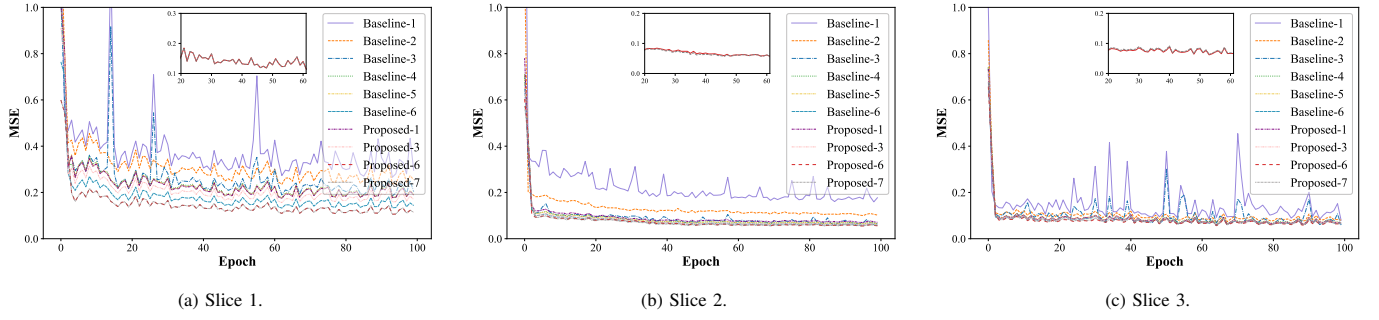 1.0
0.8
0.6
0.4
0.2
0.0
MSE
0
20
40
60
80
100
Epoch
0.3
0.2
0.1
20
30
40
50
60
Baseline-1
Baseline-2
Baseline-3
Baseline-4
Baseline-5
Baseline-6
Proposed-1
Proposed-3
Proposed-6
Proposed-7
(a) Slice 1.
1.0
0.8
0.6
0.4
0.2
0.0
MSE
0
20
40
60
80
100
Epoch
0.2
0.1
0.0
20
30
40
50
60
Baseline-1
Baseline-2
Baseline-3
Baseline-4
Baseline-5
Baseline-6
Proposed-1
Proposed-3
Proposed-6
Proposed-7
(b) Slice 2.
1.0
0.8
0.6
0.4
0.2
0.0
MSE
0
20
40
60
80
100
Epoch
0.2
0.1
0.0
20
30
40
50
60
Baseline-1
Baseline-2
Baseline-3
Baseline-4
Baseline-5
Baseline-6
Proposed-1
Proposed-3
Proposed-6
Proposed-7
(c) Slice 3.